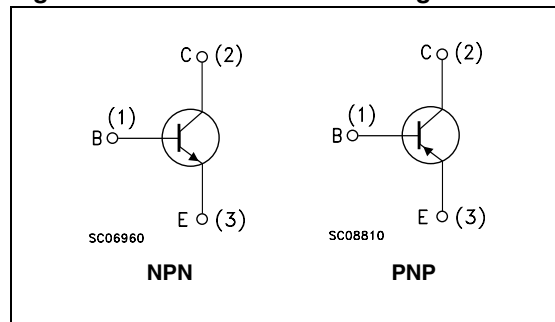 C (2)
(1)
B
E (3)
SC06960
NPN
C (2)
(1)
B
E (3)
SC08810
PNP